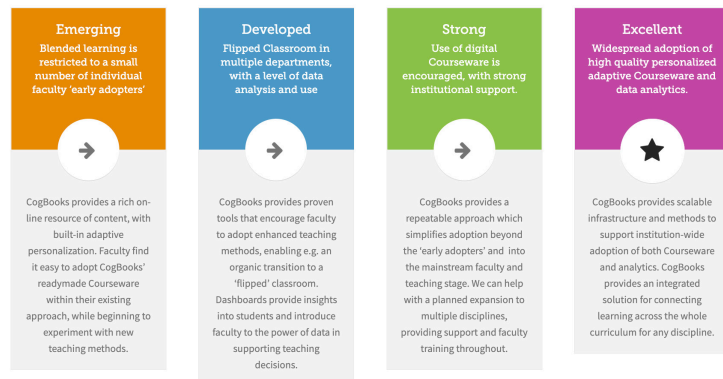 Emerging
Blended learning is
restricted to a small
number of individual
faculty 'early adopters'
CogBooks provides a rich on-
line resource of content, with
built-in adaptive
personalization. Faculty find
it easy to adopt CogBooks'
readymade Courseware
within their existing
approach, while beginning to
experiment with new
teaching methods.
Developed
Flipped Classroom in
multiple departments,
with a level of data
analysis and use
CogBooks provides proven
tools that encourage faculty
to adopt enhanced teaching
methods, enabling e.g. an
organic transition to a
'flipped' classroom.
Dashboards provide insights
into students and introduce
faculty to the power of data in
supporting teaching
decisions.
Strong
Use of digital
Courseware is
encouraged, with strong
institutional support.
CogBooks provides a
repeatable approach which
simplifies adoption beyond
the 'early adopters' and into
the mainstream faculty and
teaching stage. We can help
with a planned expansion to
multiple disciplines,
providing support and faculty
training throughout.
Excellent
Widespread adoption of
high quality personalized
adaptive Courseware and
data analytics.
CogBooks provides scalable
infrastructure and methods to
support institution-wide
adoption of both Courseware
and analytics. CogBooks
provides an integrated
solution for connecting
learning across the whole
curriculum for any discipline.